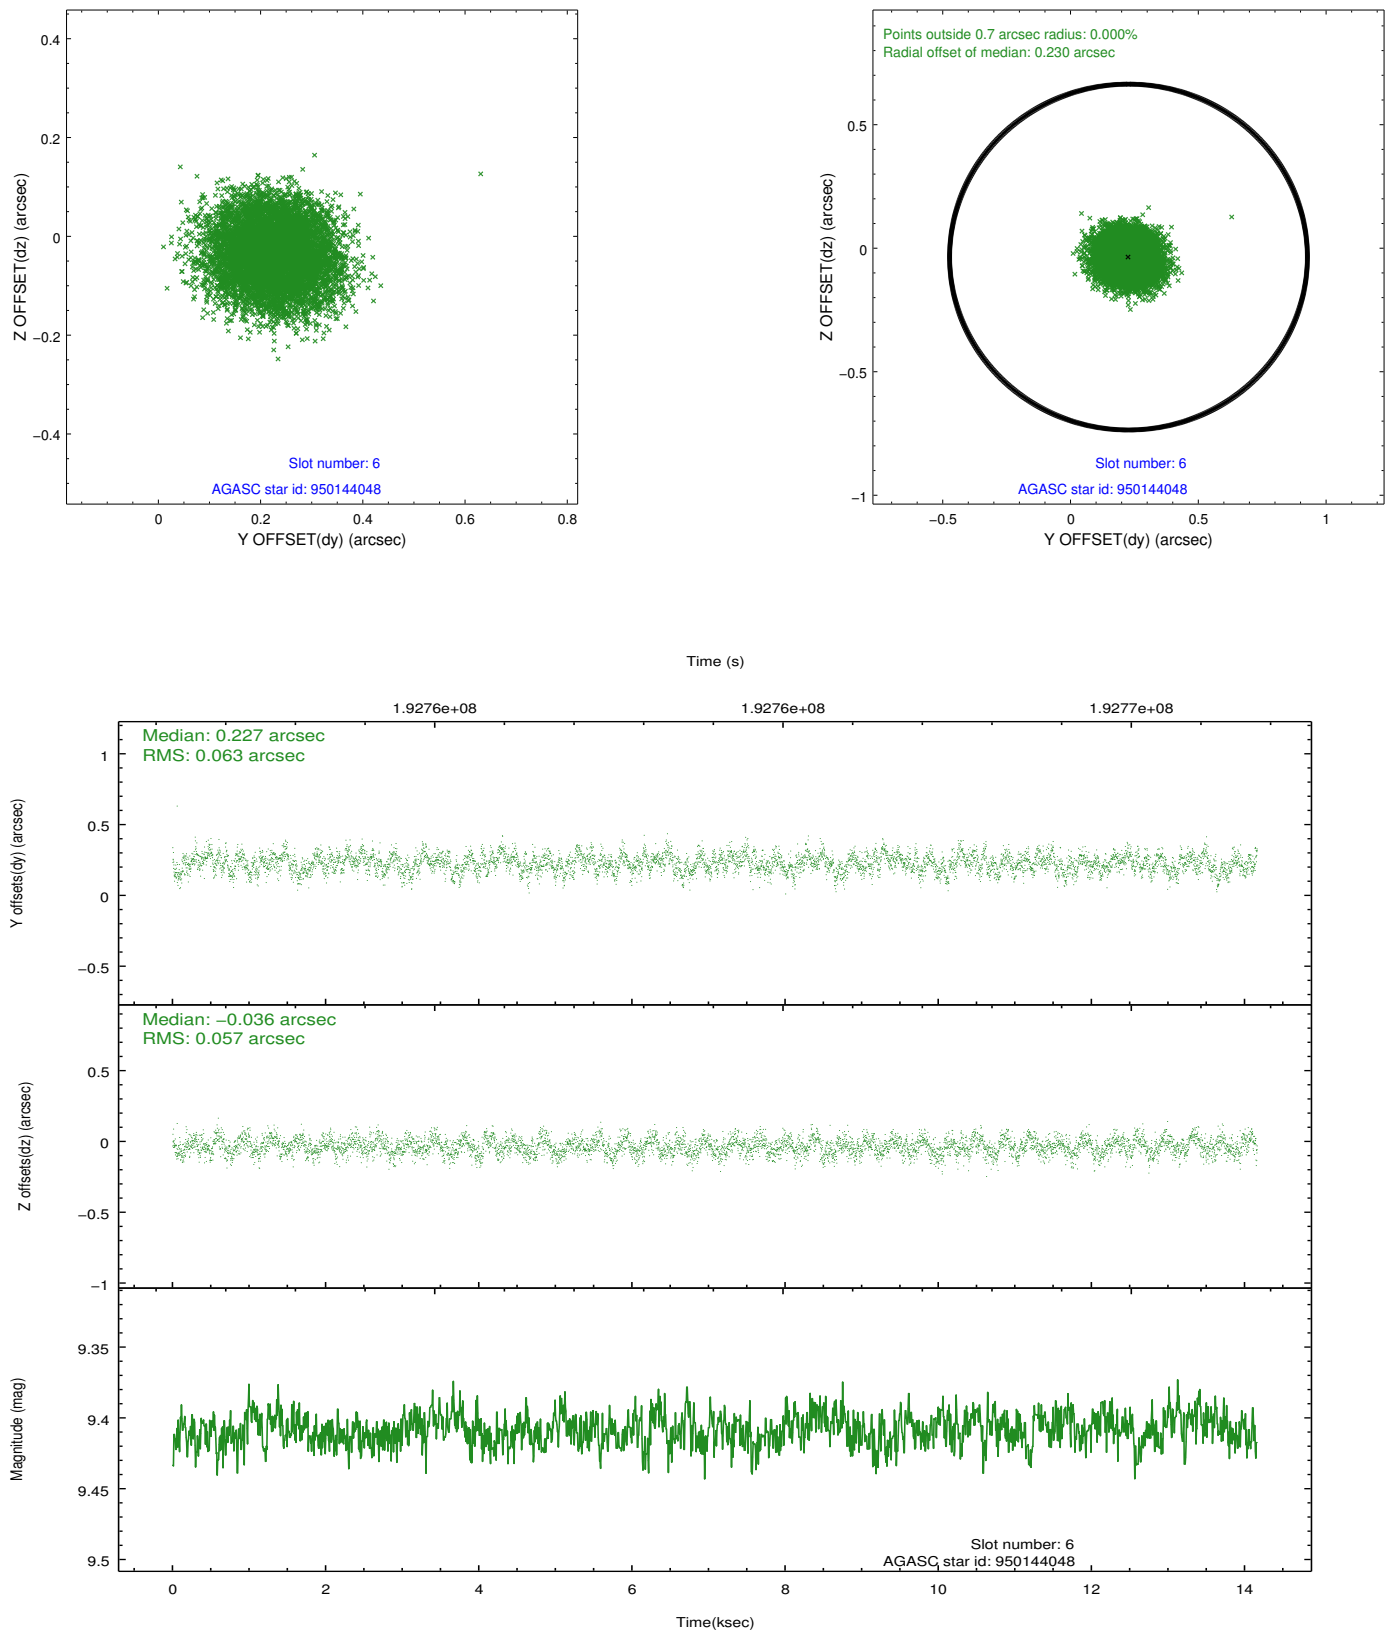 0.4
0.2
0
−0.2
−0.4
Z OFFSET(dz) (arcsec)
Slot number: 6
AGASC star id: 950144048
0 0.2 0.4 0.6 0.8
Y OFFSET(dy) (arcsec)
Points outside 0.7 arcsec radius: 0.000%
Radial offset of median: 0.230 arcsec
0.5
0
−0.5
−1
Z OFFSET(dz) (arcsec)
Slot number: 6
AGASC star id: 950144048
−0.5 0 0.5 1
Y OFFSET(dy) (arcsec)
Time (s)
1.9276e+08 1.9276e+08 1.9277e+08
Median: 0.227 arcsec
RMS: 0.063 arcsec
1
0.5
0
−0.5
Y offsets(dy) (arcsec)
Median: −0.036 arcsec
RMS: 0.057 arcsec
0.5
0
−0.5
−1
Z offsets(dz) (arcsec)
9.35
9.4
9.45
9.5
Magnitude (mag)
Slot number: 6
AGASC star id: 950144048
0 2 4 6 8 10 12 14
Time(ksec)